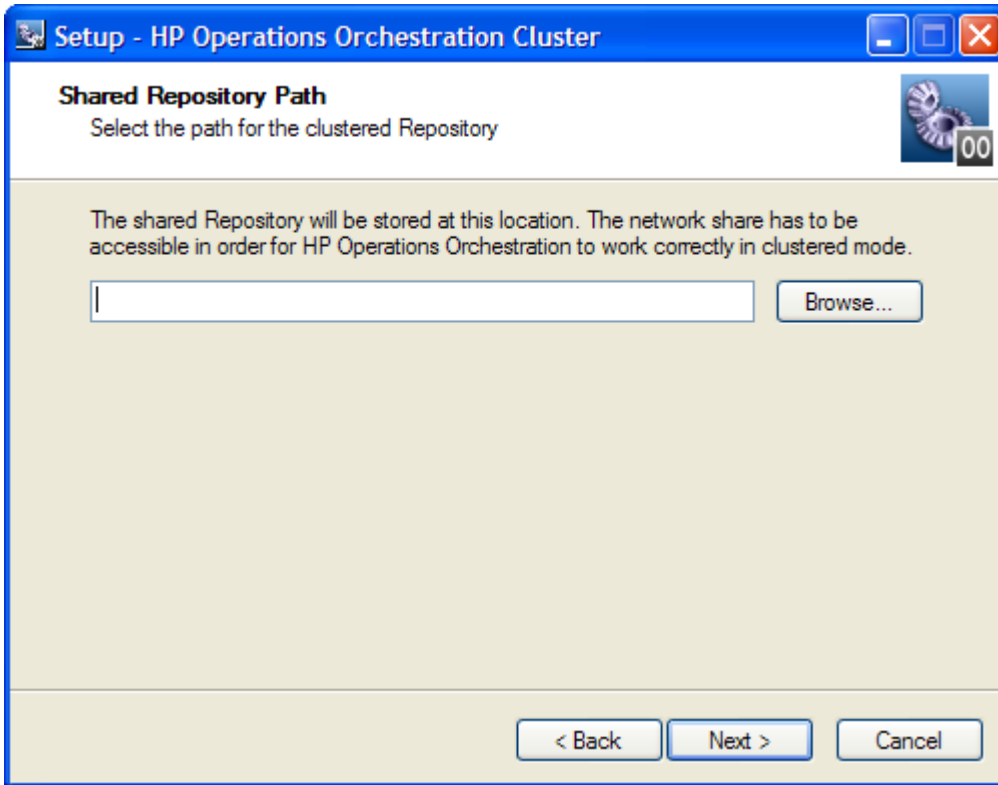 Setup - HP Operations Orchestration Cluster
Shared Repository Path
Select the path for the clustered Repository
OO
The shared Repository will be stored at this location. The network share has to be
accessible in order for HP Operations Orchestration to work correctly in clustered mode.
Browse...
< Back
Next >
Cancel